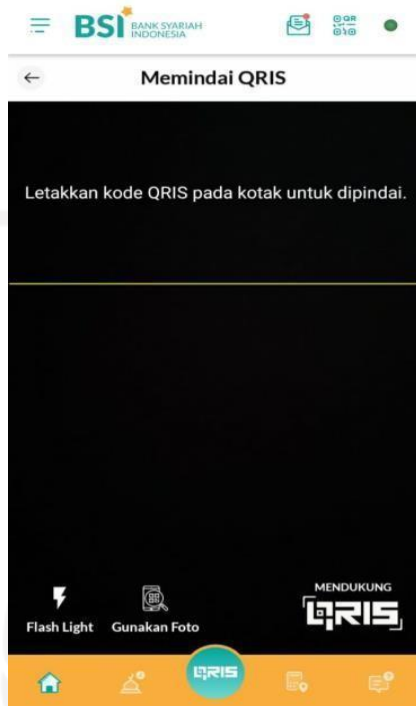 BSI BANK SYARIAH
INDONESIA
QR
Memindai QRIS
Letakkan kode QRIS pada kotak untuk dipindai.
MENDUKUNG
QRIS
Flash Light Gunakan Foto
QRIS